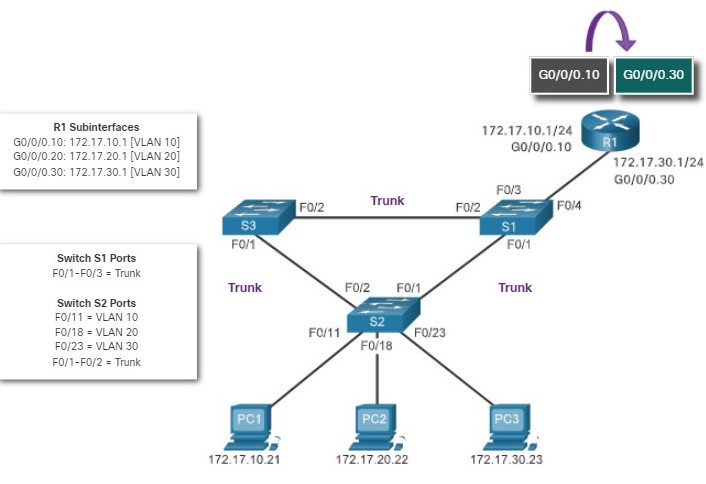 G0/0/0.10
G0/0/0.30
172.17.10.1/24
G0/0/0.10
R1
172.17.30.1/24
G0/0/0.30
R1 Subinterfaces
G0/0/0.10: 172.17.10.1 [VLAN 10]
G0/0/0.20: 172.17.20.1 [VLAN 20]
G0/0/0.30: 172.17.30.1 [VLAN 30]
F0/3
F0/2
Trunk
F0/2
F0/4
S3
S1
F0/1
F0/1
Switch S1 Ports
F0/1-F0/3 = Trunk
Switch S2 Ports
F0/11 = VLAN 10
F0/18 = VLAN 20
F0/23 = VLAN 30
F0/1-F0/2 = Trunk
Trunk
F0/2
F0/1
Trunk
S2
F0/11
F0/23
F0/18
PC1
PC2
PC3
172.17.10.21
172.17.20.22
172.17.30.23